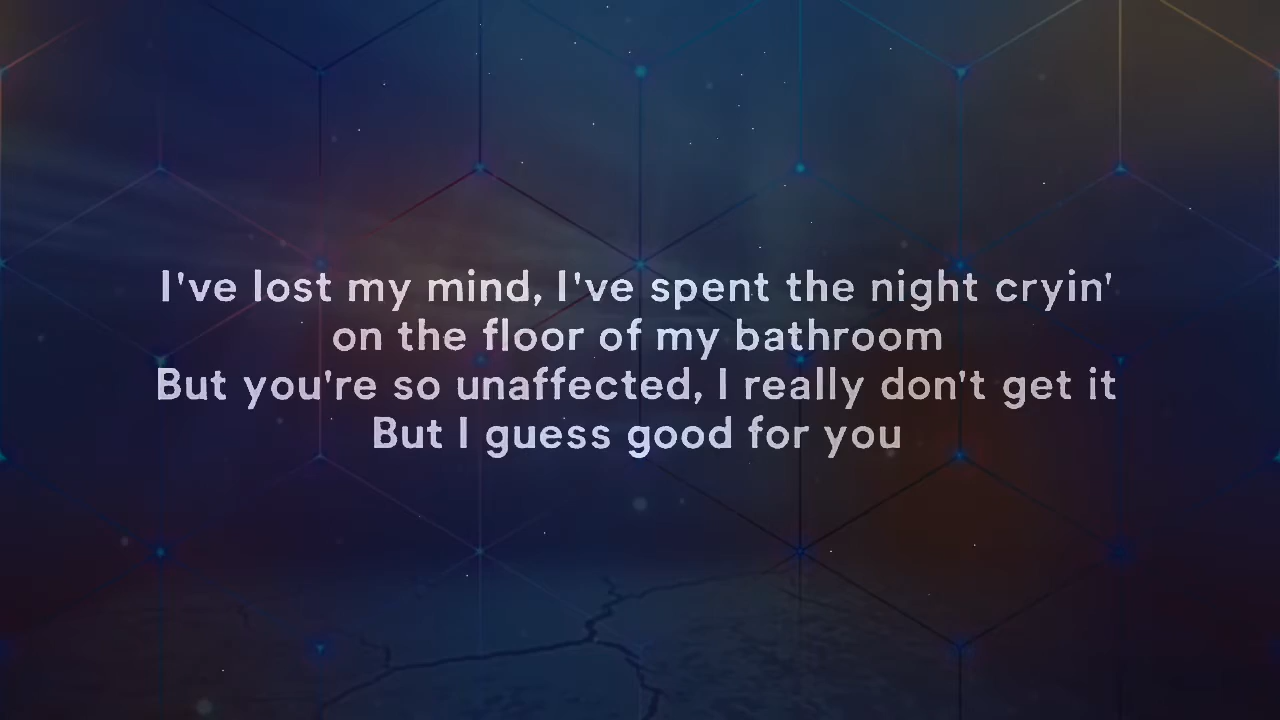 I've lost my mind, I've spent the night cryin'
on the floor of my bathroom
But you're so unaffected, I really don't get it
But I guess good for you